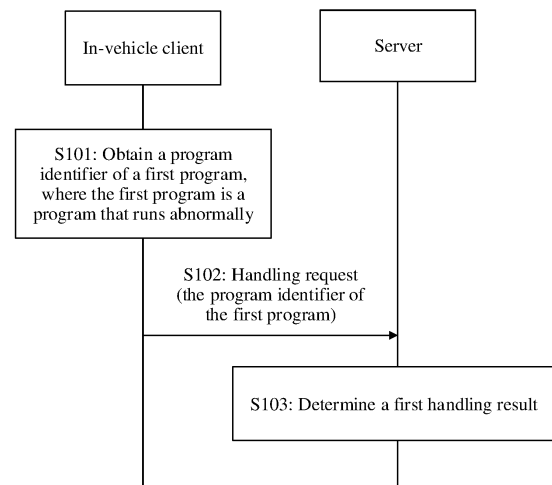 In-vehicle client
Server
S101: Obtain a program
identifier of a first program,
where the first program is a
program that runs abnormally
S102: Handling request
(the program identifier of
the first program)
S103: Determine a first handling result